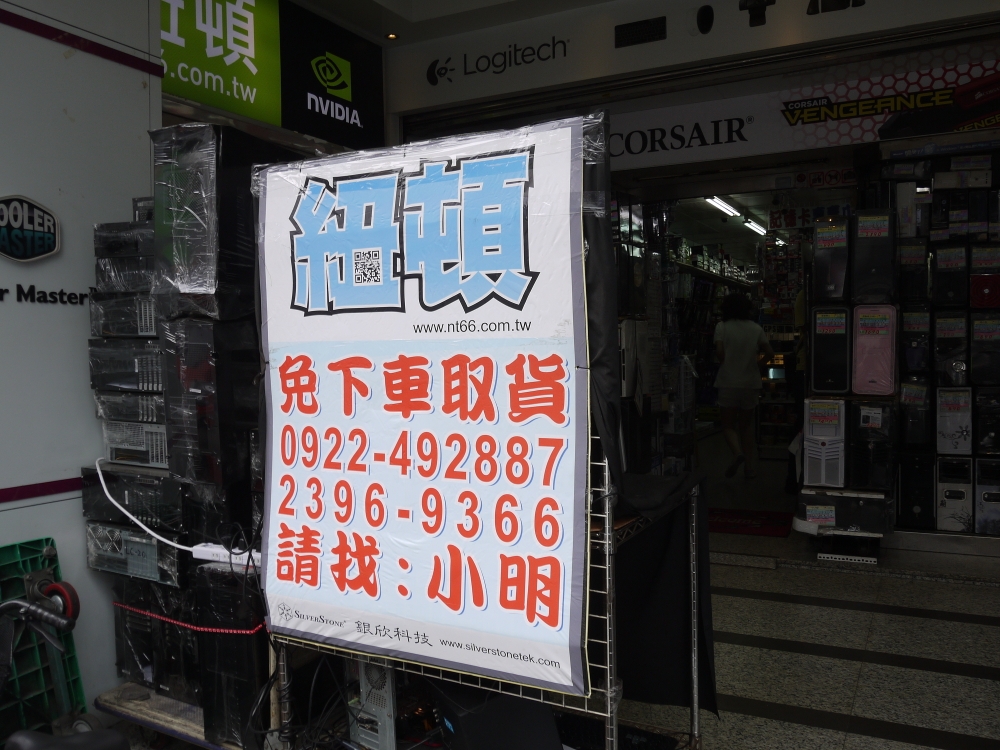 頓
.com.tw
NVIDIA
Logitech
CORSAIR
CORSAIR
VENGEANCE
COOLER
MASTER
r Master
紐頓
www.nt66.com.tw
免下車取貨
0922-492887
2396-9366
請找:小明
SILVERSTONE 銀欣科技 www.silverstonetek.com